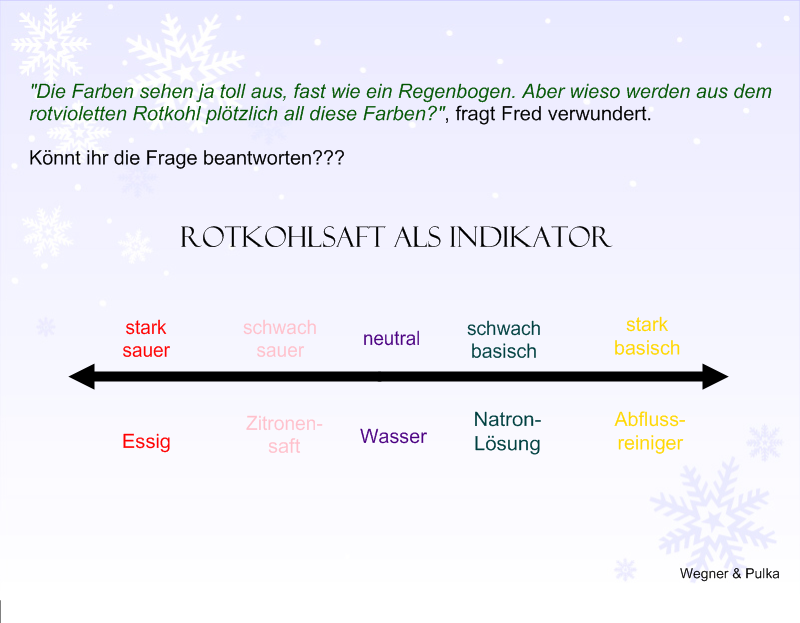 "Die Farben sehen ja toll aus, fast wie ein Regenbogen. Aber wieso werden aus dem
rotvioletten Rotkohl plötzlich all diese Farben?", fragt Fred verwundert.
Könnt ihr die Frage beantworten???
ROTKOHLSAFT ALS INDIKATOR
stark
sauer
schwach
sauer
neutral
schwach
basisch
stark
basisch
Essig
Zitronen-
saft
Wasser
Natron-
Lösung
Abfluss-
reiniger
Wegner & Pulka